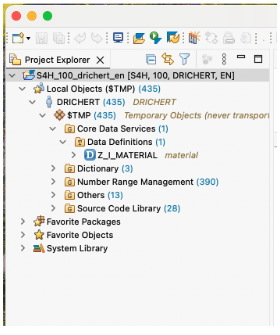 Project Explorer
S4H_100_drichert_en [S4H, 100, DRICHERT, EN]
Local Objects ($TMP) (435)
DRICHERT (435) DRICHERT
$TMP (435) Temporary Objects (never transport
Core Data Services (1)
Data Definitions (1)
D Z_I_MATERIAL material
Dictionary (3)
Number Range Management (390)
Others (13)
Source Code Library (28)
Favorite Packages
Favorite Objects
System Library